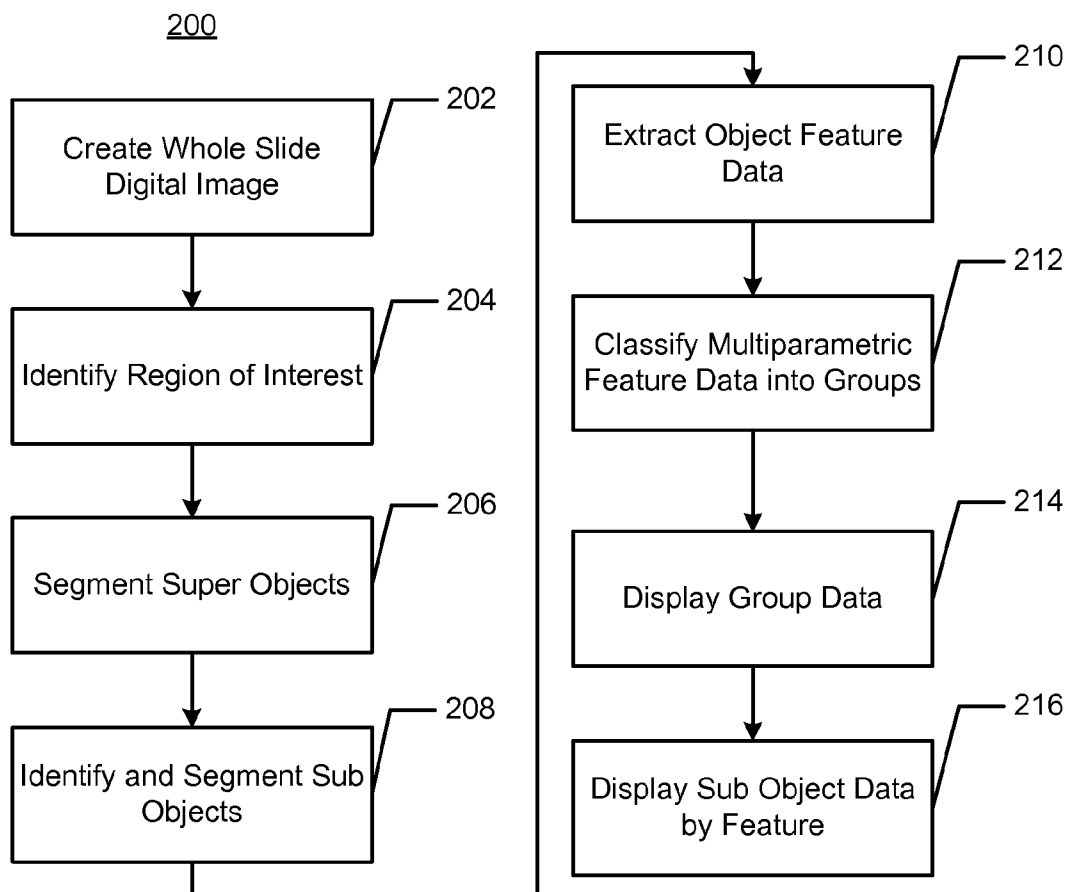 200
202
Create Whole Slide
Digital Image
204
Identify Region of Interest
206
Segment Super Objects
208
Identify and Segment Sub
Objects
210
Extract Object Feature
Data
212
Classify Multiparametric
Feature Data into Groups
214
Display Group Data
216
Display Sub Object Data
by Feature